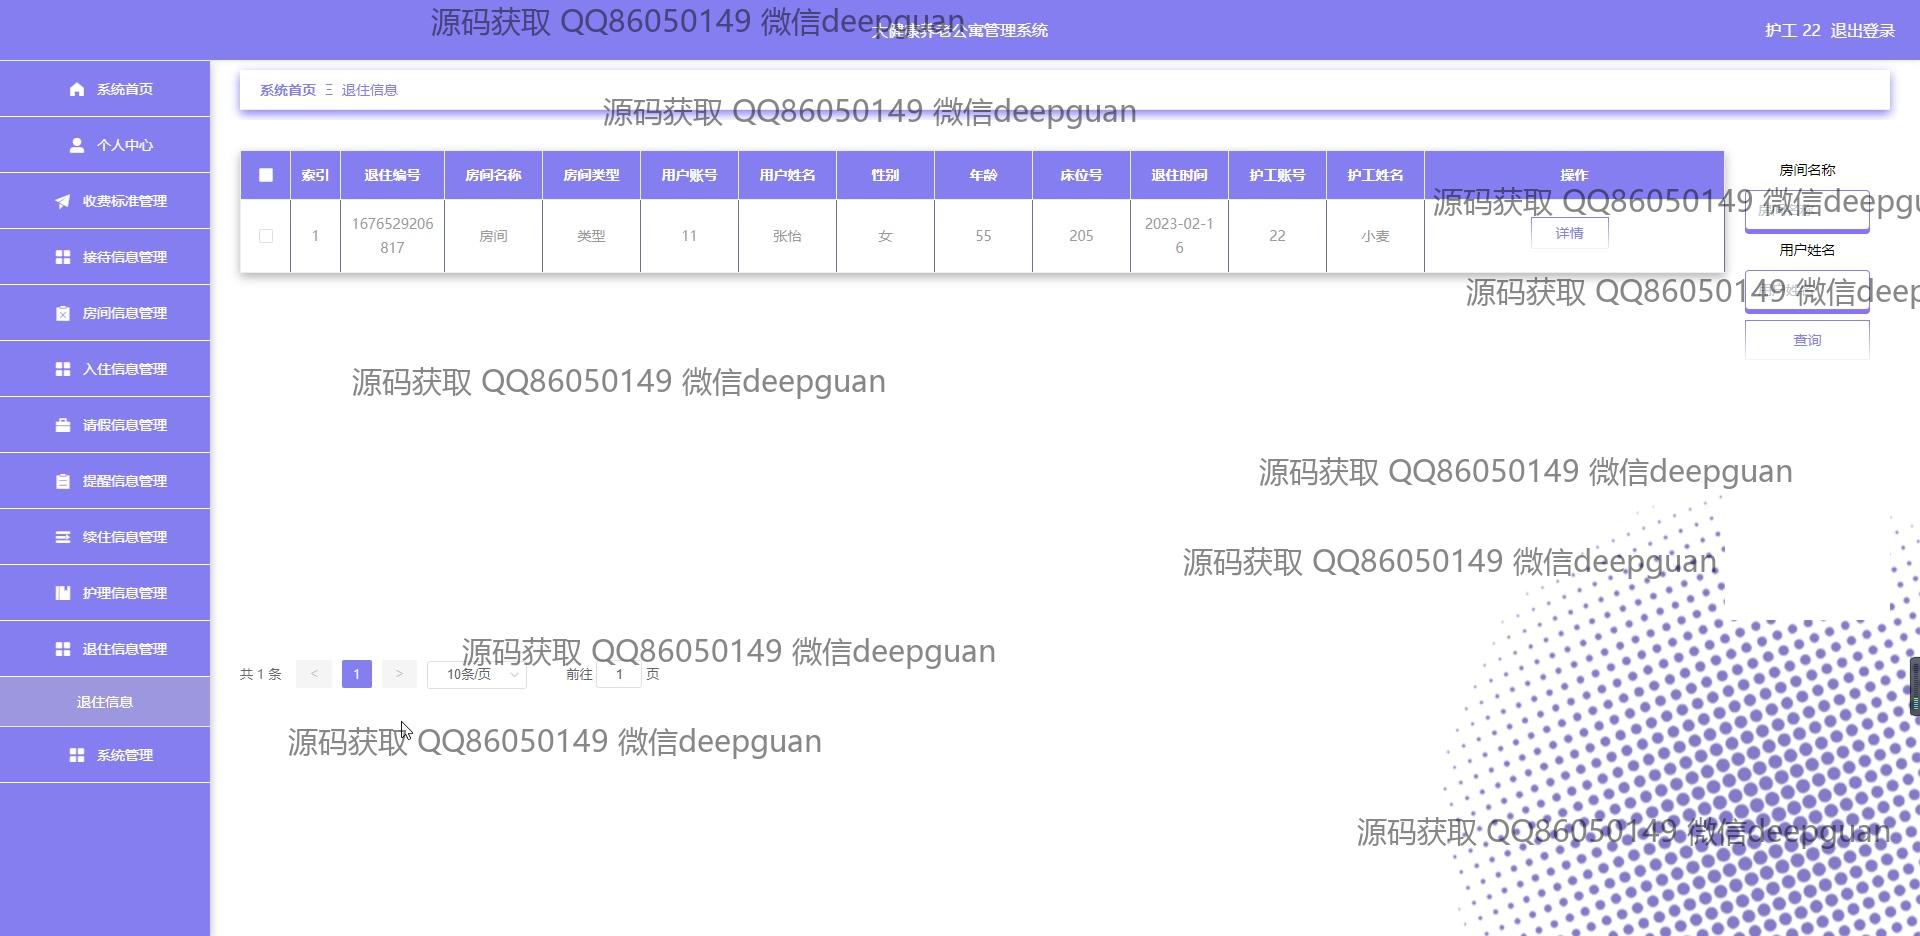 源码获取 QQ86050149 微信deepguan
大健康养老公寓管理系统
护工 22 退出登录
系统首页
个人中心
收费标准管理
接待信息管理
房间信息管理
入住信息管理
请假信息管理
提醒信息管理
续住信息管理
护理信息管理
退住信息管理
退住信息
系统管理
系统首页 Ξ 退住信息
源码获取 QQ86050149 微信deepguan
索引 退住编号 房间名称 房间类型 用户账号 用户姓名 性别 年龄 床位号 退住时间 护工账号 护工姓名 操作
1 1676529206817 房间 类型 11 张怡 女 55 205 2023-02-16 22 小麦 详情
房间名称
源码获取 QQ86050149 微信deepgu
房间名称
用户姓名
源码获取 QQ86050149 微信deep
用户姓名
查询
源码获取 QQ86050149 微信deepguan
源码获取 QQ86050149 微信deepguan
源码获取 QQ86050149 微信deepguan
源码获取 QQ86050149 微信deepguan
共 1 条 < 1 > 10条/页 前往 1 页
源码获取 QQ86050149 微信deepguan
源码获取 QQ86050149 微信deepguan